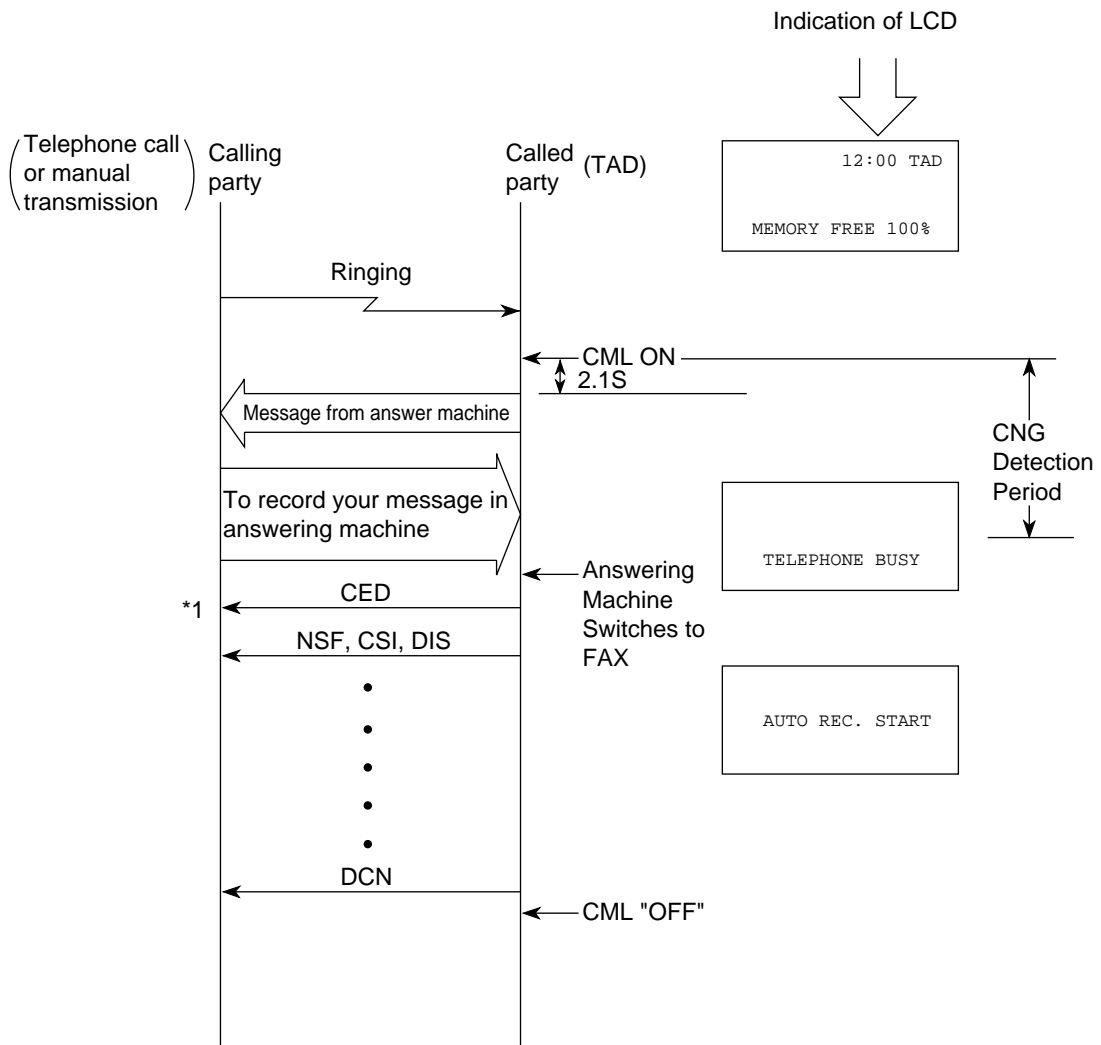 Indication of LCD
Telephone call
or manual
transmission
Calling
party
Called
party
(TAD)
12:00 TAD
MEMORY FREE 100%
Ringing
CML ON
2.1S
Message from answer machine
CNG
Detection
Period
To record your message in
answering machine
TELEPHONE BUSY
Answering
Machine
Switches to
FAX
*1
CED
NSF, CSI, DIS
AUTO REC. START
DCN
CML "OFF"